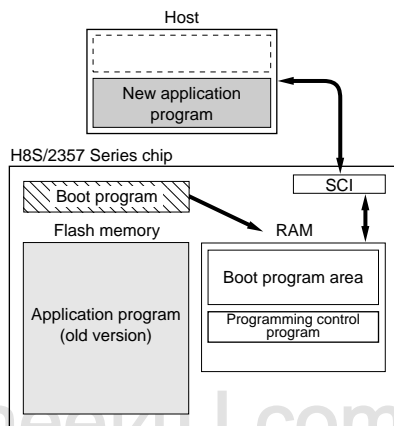 Host
New application
program
H8S/2357 Series chip
SCI
Boot program
Flash memory
RAM
Boot program area
Application program
(old version)
Programming control
program